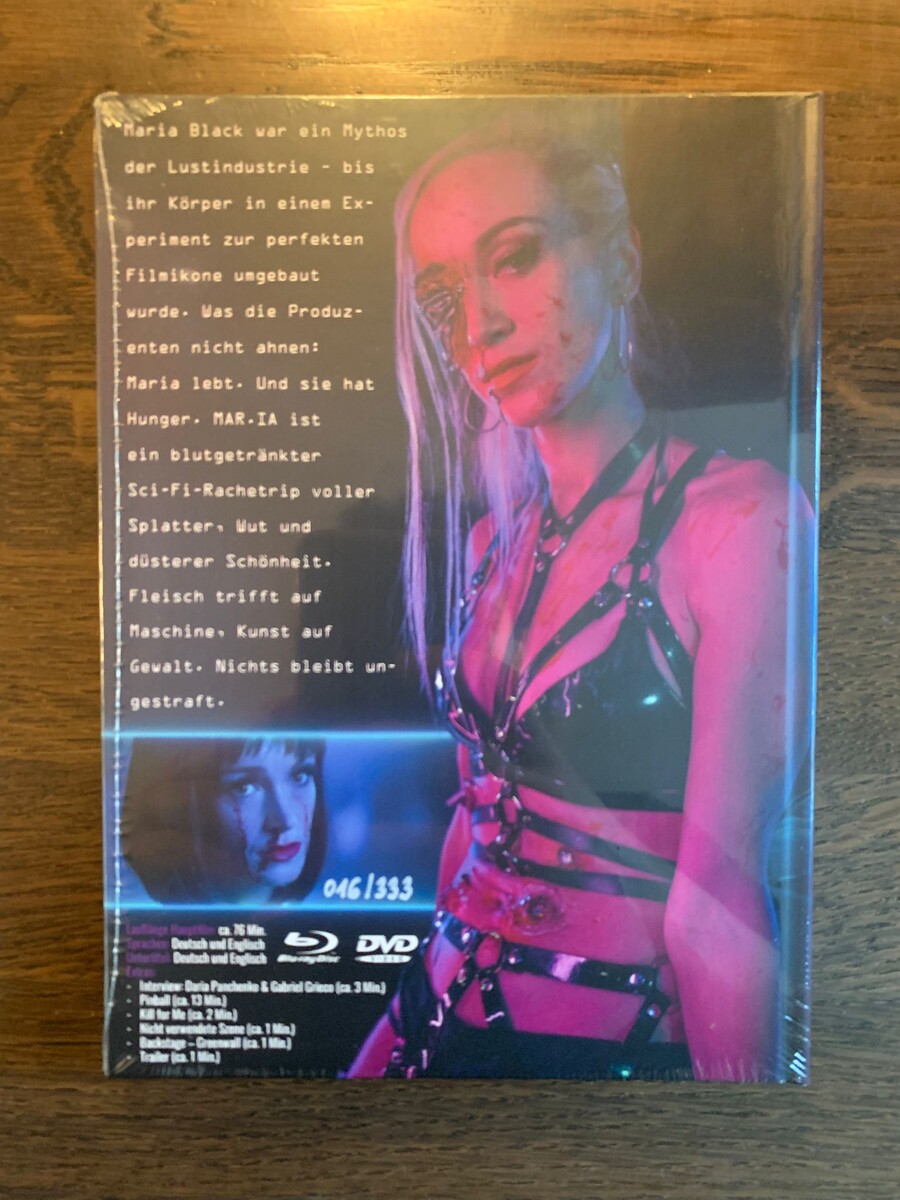 Maria Black war ein Mythos
der Lustindustrie - bis
ihr Körper in einem Ex-
periment zur perfekten
Filmikone umgebaut
wurde. Was die Produz-
enten nicht ahnen:
Maria lebt. Und sie hat
Hunger. MAR.IA ist
ein blutgetränkter
Sci-Fi-Rachetrip voller
Splatter, Wut und
düsterer Schönheit.
Fleisch trifft auf
Maschine, Kunst auf
Gewalt. Nichts bleibt un-
gestraft.
016/333
Lauflänge Hauptfilm: ca. 76 Min.
Sprachen: Deutsch und Englisch
Untertitel: Deutsch und Englisch
Extras:
- Interview: Daria Panchenko & Gabriel Grieco (ca. 3 Min.)
- Pinball (ca. 13 Min.)
- Kill for Me (ca. 2 Min.)
- Nicht verwendete Szene (ca. 1 Min.)
- Backstage – Greenwall (ca. 1 Min.)
- Trailer (ca. 1 Min.)
Blu-ray Disc
DVD
VIDEO